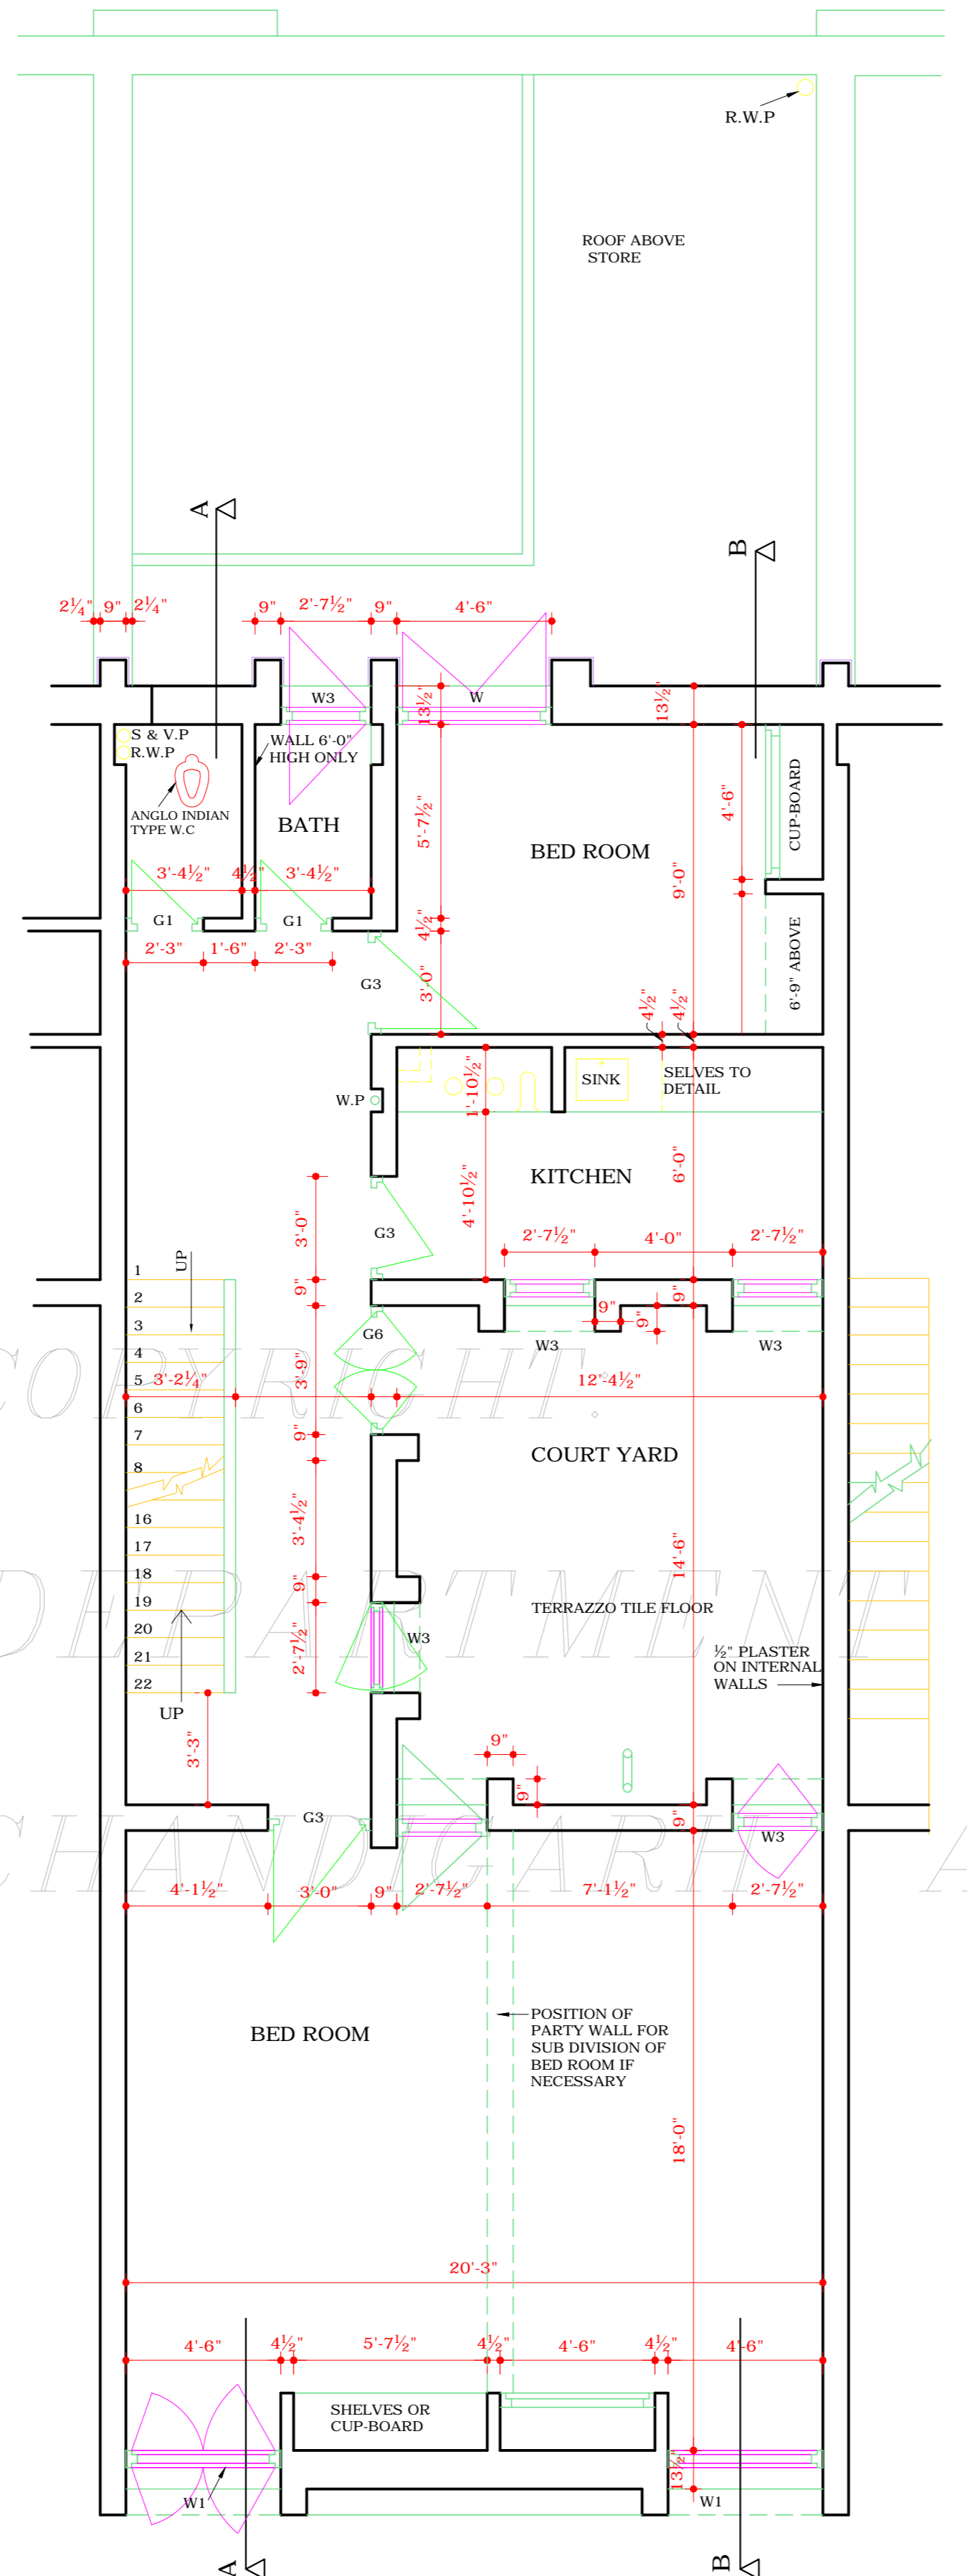 R.W.P
ROOF ABOVE
STORE
A
B
2¼" 9" 2¼"
9" 2'-7½" 9" 4'-6"
W3
W
13½"
13½"
S & V.P
R.W.P
WALL 6'-0"
HIGH ONLY
ANGLO INDIAN
TYPE W.C
BATH
5'-7½"
BED ROOM
4'-6"
CUP-BOARD
9'-0"
3'-4½" 4½" 3'-4½"
G1
G1
4½"
2'-3" 1'-6" 2'-3"
6'-9" ABOVE
G3
3'-0"
4½"
4½"
SINK
SELVES TO
DETAIL
1'-10½"
W.P
KITCHEN
6'-0"
4'-10½"
3'-0"
G3
2'-7½" 4'-0" 2'-7½"
UP
1
2
3
4
5
6
7
8
16
17
18
19
20
21
22
UP
9"
9"
9"
9"
G6
W3
W3
3'-9"
3'-2¼"
12'-4½"
COPYRIGHT.
9"
COURT YARD
3'-4½"
14'-6"
9"
DEPARTMENT
TERRAZZO TILE FLOOR
W3
2'-7½"
½" PLASTER
ON INTERNAL
WALLS
3'-3"
9"
9"
9"
G3
W3
CHANDIGARH
A
4'-1½" 3'-0" 9" 2'-7½" 7'-1½" 2'-7½"
BED ROOM
POSITION OF
PARTY WALL FOR
SUB DIVISION OF
BED ROOM IF
NECESSARY
18'-0"
20'-3"
4'-6" 4½" 5'-7½" 4½" 4'-6" 4½" 4'-6"
SHELVES OR
CUP-BOARD
13½"
W1
W1
A
B